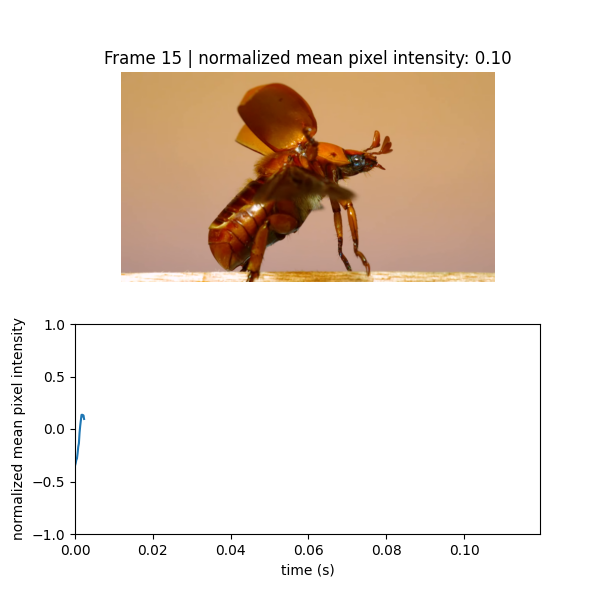 Frame 15 | normalized mean pixel intensity: 0.10
normalized mean pixel intensity
1.0
0.5
0.0
−0.5
−1.0
0.00 0.02 0.04 0.06 0.08 0.10
time (s)